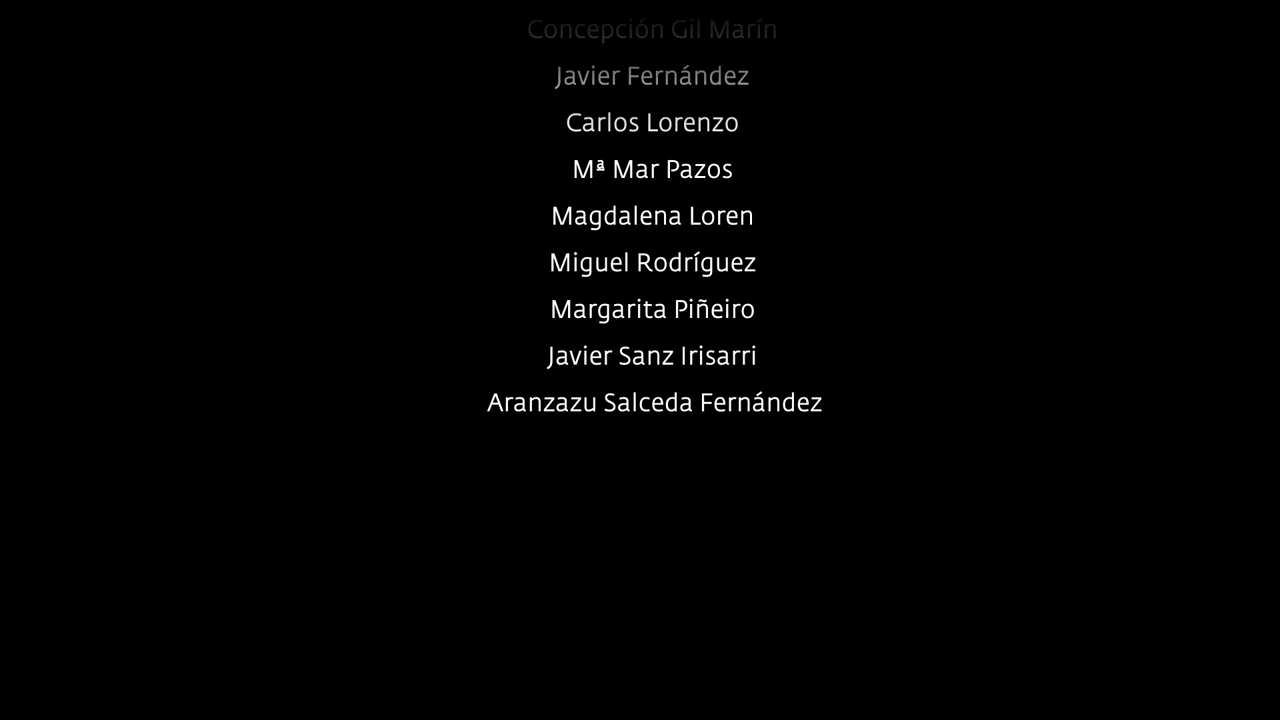 Concepción Gil Marín
Javier Fernández
Carlos Lorenzo
Mª Mar Pazos
Magdalena Loren
Miguel Rodríguez
Margarita Piñeiro
Javier Sanz Irisarri
Aranzazu Salceda Fernández